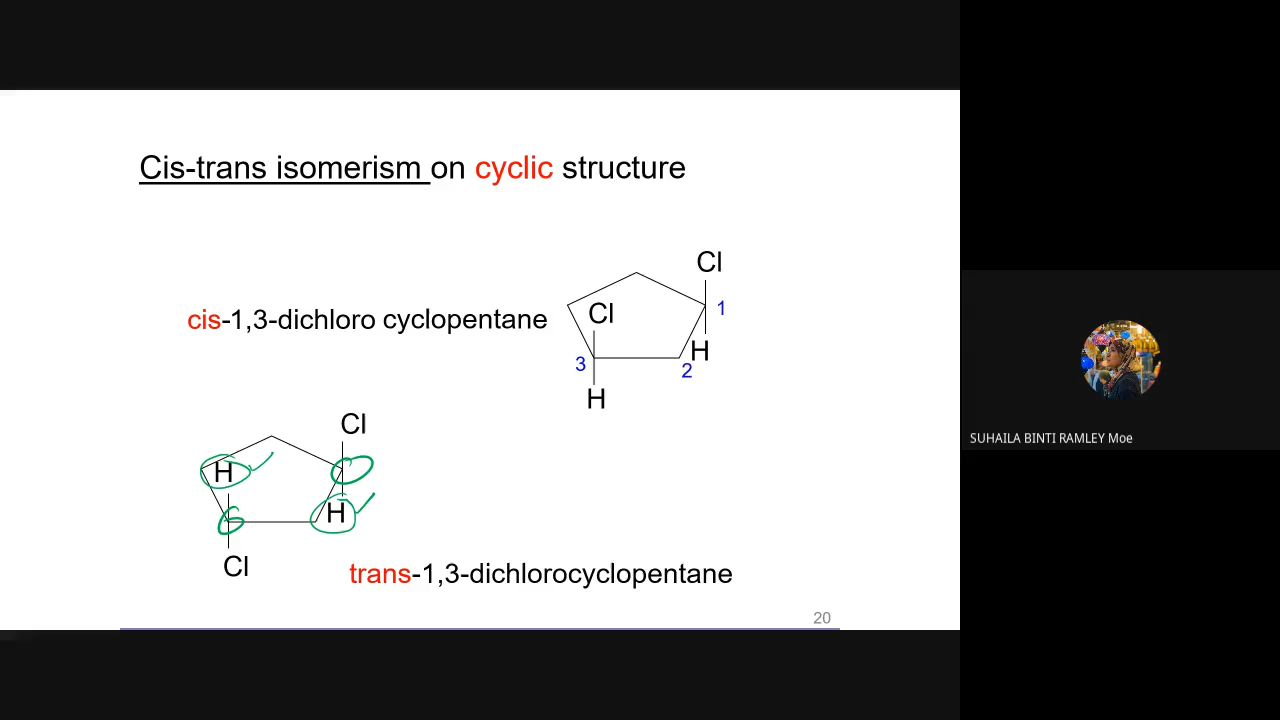 Cis-trans isomerism on cyclic structure
Cl
cis-1,3-dichloro cyclopentane
Cl
1
3
2
H
H
Cl
H
H
Cl
trans-1,3-dichlorocyclopentane
20
SUHAILA BINTI RAMLEY Moe